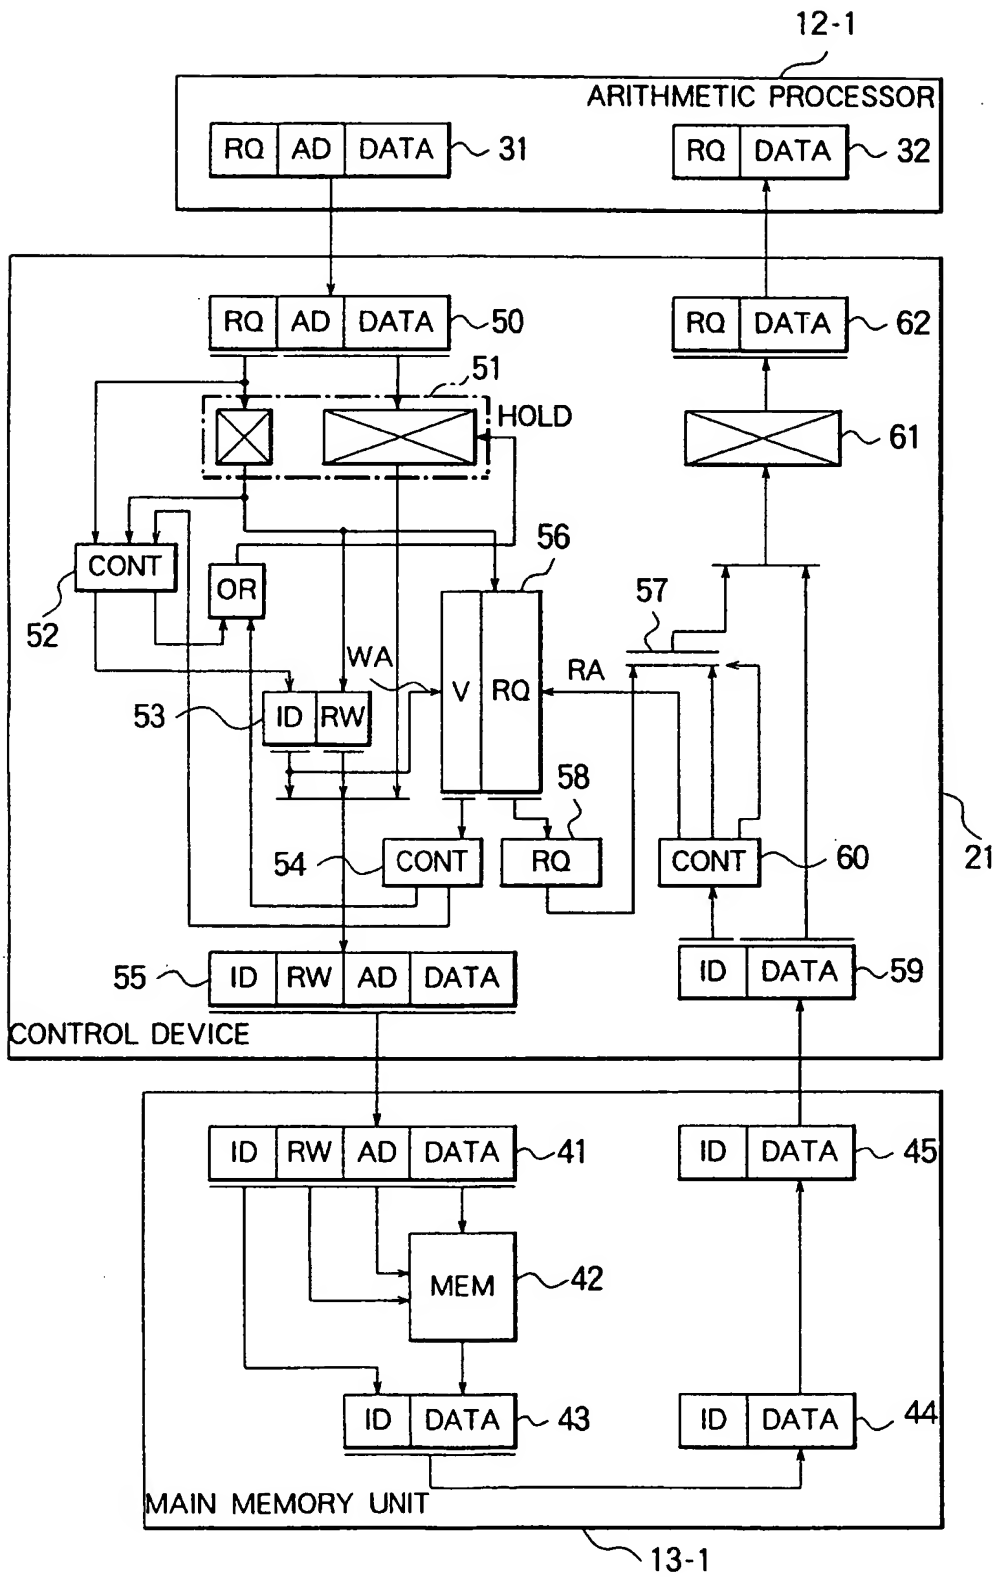 12-1
ARITHMETIC PROCESSOR
RQ AD DATA 31
RQ DATA 32
RQ AD DATA 50
RQ DATA 62
51
HOLD
61
56
CONT
OR
57
52
WA
V RQ
RA
53
ID RW
58
54
CONT
RQ
CONT 60
21
55
ID RW AD DATA
ID DATA 59
CONTROL DEVICE
ID RW AD DATA 41
ID DATA 45
MEM 42
ID DATA 43
ID DATA 44
MAIN MEMORY UNIT
13-1